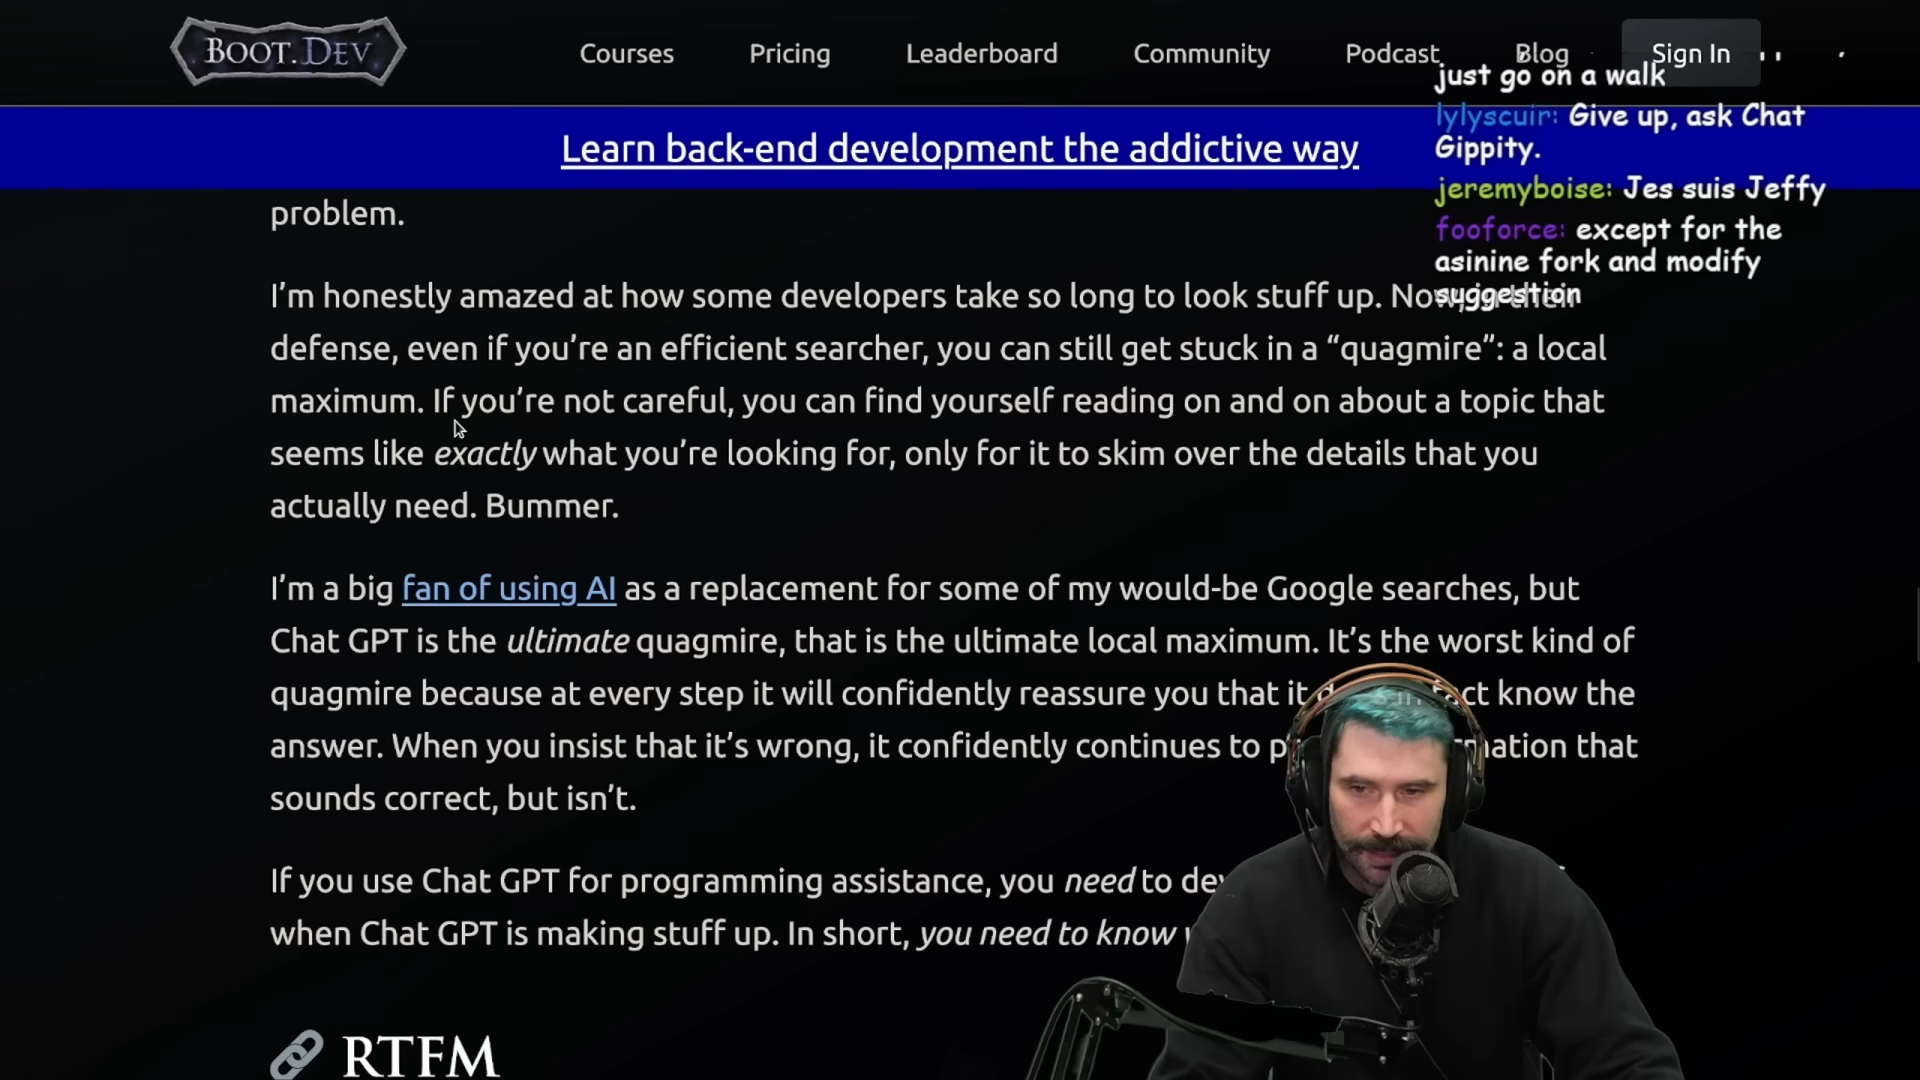 BOOT.DEV
Courses Pricing Leaderboard Community Podcast Blog Sign In
just go on a walk
lylyscuir: Give up, ask Chat
Gippity.
jeremyboise: Jes suis Jeffy
fooforce: except for the
asinine fork and modify
suggestion
Learn back-end development the addictive way
problem.
I'm honestly amazed at how some developers take so long to look stuff up.
defense, even if you're an efficient searcher, you can still get stuck in a “quagmire”: a local
maximum. If you're not careful, you can find yourself reading on and on about a topic that
seems like exactly what you're looking for, only for it to skim over the details that you
actually need. Bummer.
I'm a big fan of using AI as a replacement for some of my would-be Google searches, but
Chat GPT is the ultimate quagmire, that is the ultimate local maximum. It's the worst kind of
quagmire because at every step it will confidently reassure you that it know the
answer. When you insist that it's wrong, it confidently continues to that
sounds correct, but isn't.
If you use Chat GPT for programming assistance, you need to
when Chat GPT is making stuff up. In short, you need to know
RTFM